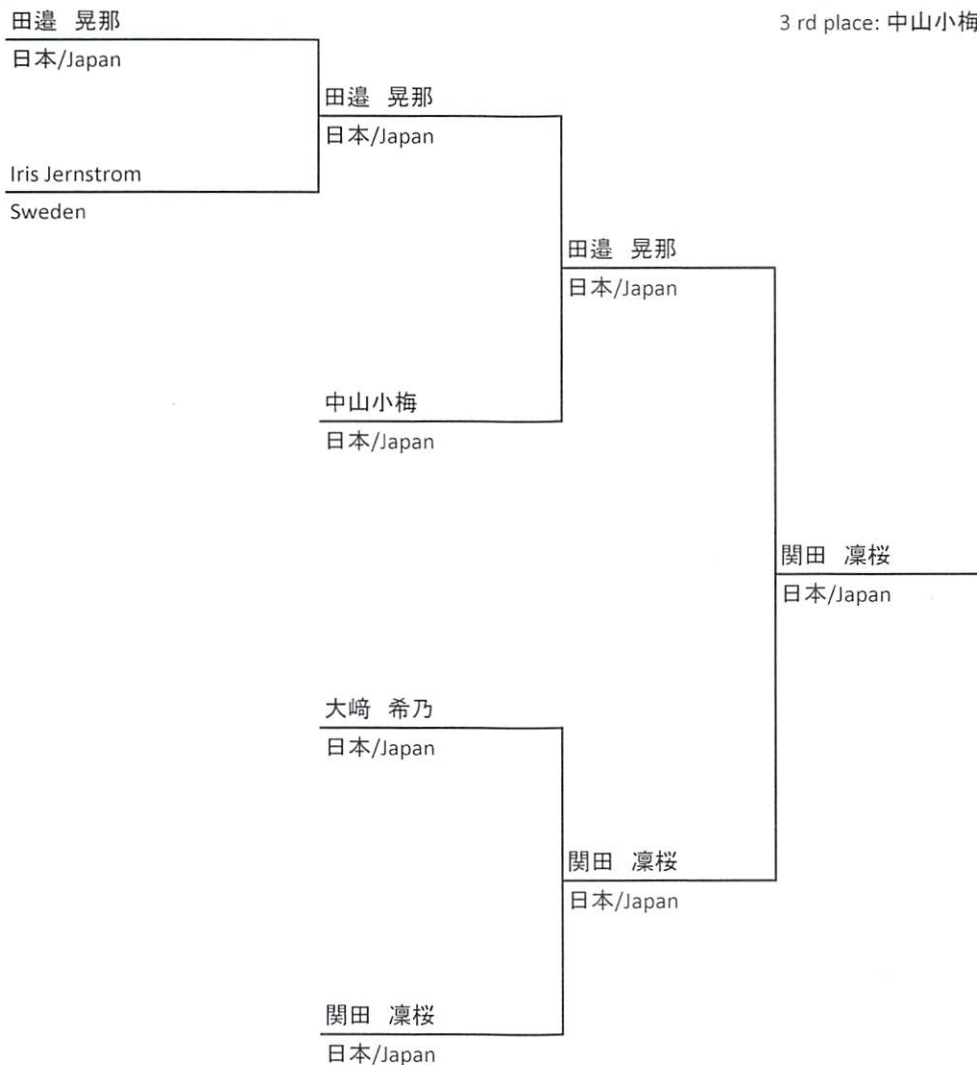 田邉 晃那
3 rd place: 中山小梅
日本/Japan
田邉 晃那
日本/Japan
Iris Jernstrom
Sweden
田邉 晃那
日本/Japan
中山小梅
日本/Japan
関田 凜桜
日本/Japan
大﨑 希乃
日本/Japan
関田 凜桜
日本/Japan
関田 凜桜
日本/Japan